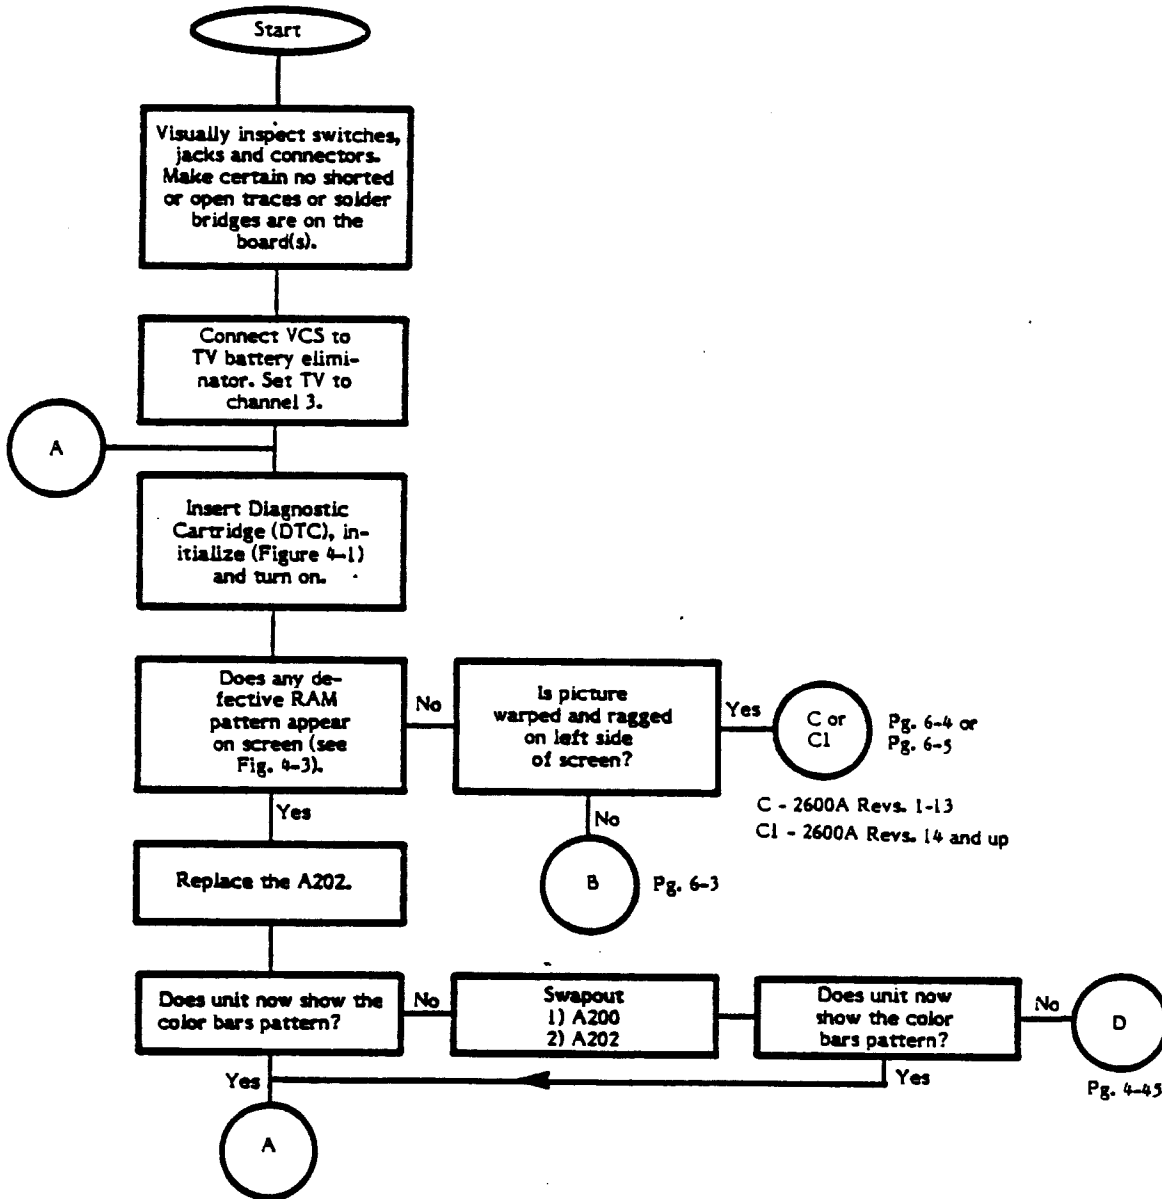 Start
Visually inspect switches,
jacks and connectors.
Make certain no shorted
or open traces or solder
bridges are on the
board(s).
Connect VCS to
TV battery elimi-
nator. Set TV to
channel 3.
A
Insert Diagnostic
Cartridge (DTC), in-
itialize (Figure 4-1)
and turn on.
Does any de-
fective RAM
pattern appear
on screen (see
Fig. 4-3).
No
Is picture
warped and ragged
on left side
of screen?
Yes
C or
C1
Pg. 6-4 or
Pg. 6-5
C - 2600A Revs. 1-13
C1 - 2600A Revs. 14 and up
No
B
Pg. 6-3
Yes
Replace the A202.
Does unit now show the
color bars pattern?
No
Swapout
1) A200
2) A202
Does unit now
show the color
bars pattern?
No
D
Pg. 4-45
Yes
Yes
A